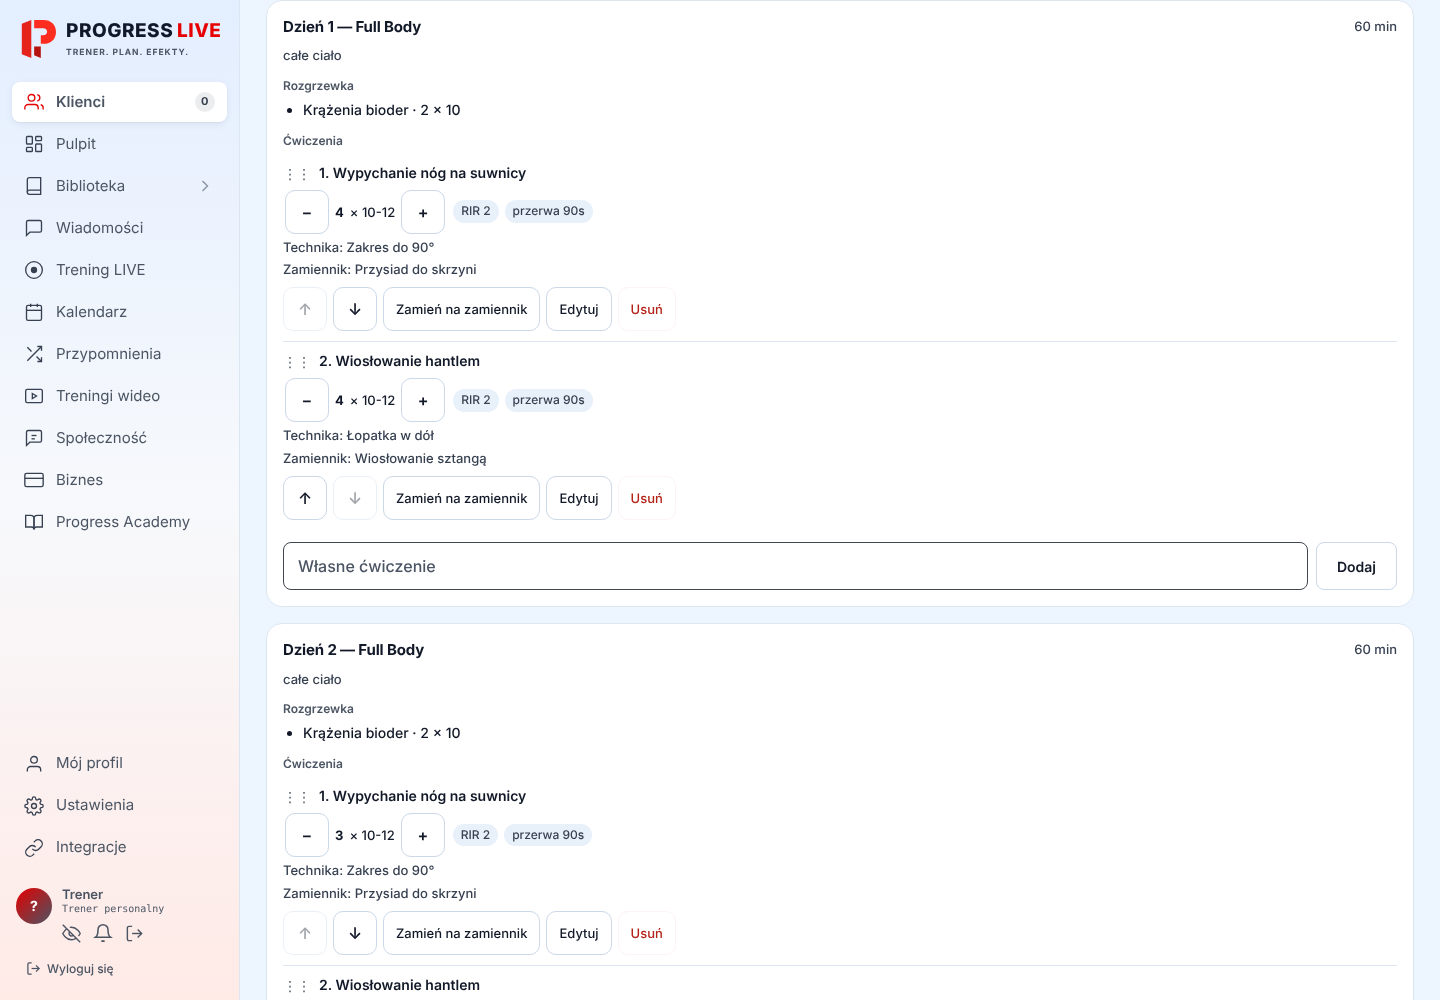 PROGRESS LIVE
TRENER. PLAN. EFEKTY.
Klienci 0
Pulpit
Biblioteka
Wiadomości
Trening LIVE
Kalendarz
Przypomnienia
Treningi wideo
Społeczność
Biznes
Progress Academy
Mój profil
Ustawienia
Integracje
?
Trener
Trener personalny
Wyloguj się
Dzień 1 — Full Body 60 min
całe ciało
Rozgrzewka
• Krążenia bioder · 2 × 10
Ćwiczenia
1. Wypychanie nóg na suwnicy
− 4 × 10-12 + RIR 2 przerwa 90s
Technika: Zakres do 90°
Zamiennik: Przysiad do skrzyni
↑ ↓ Zamień na zamiennik Edytuj Usuń
2. Wiosłowanie hantlem
− 4 × 10-12 + RIR 2 przerwa 90s
Technika: Łopatka w dół
Zamiennik: Wiosłowanie sztangą
↑ ↓ Zamień na zamiennik Edytuj Usuń
Własne ćwiczenie Dodaj
Dzień 2 — Full Body 60 min
całe ciało
Rozgrzewka
• Krążenia bioder · 2 × 10
Ćwiczenia
1. Wypychanie nóg na suwnicy
− 3 × 10-12 + RIR 2 przerwa 90s
Technika: Zakres do 90°
Zamiennik: Przysiad do skrzyni
↑ ↓ Zamień na zamiennik Edytuj Usuń
2. Wiosłowanie hantlem